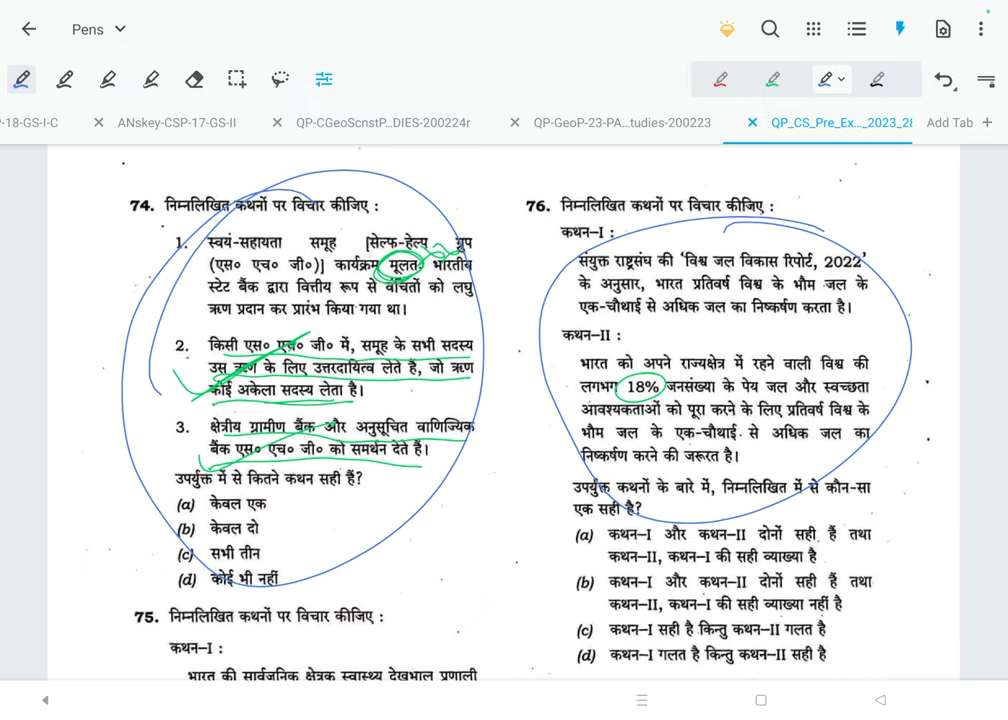 Pens
P-18-GS-I-C
ANskey-CSP-17-GS-II
QP-CGeoScnstP...DIES-200224r
QP-GeoP-23-PA...tudies-200223
QP_CS_Pre_Ex..._2023_28
Add Tab +
74. निम्नलिखित कथनों पर विचार कीजिए :
1. स्वयं-सहायता समूह [सेल्फ-हेल्प ग्रुप
(एस० एच० जी०)] कार्यक्रम मूलतः भारतीय
स्टेट बैंक द्वारा वित्तीय रूप से वंचितों को लघु
ऋण प्रदान कर प्रारंभ किया गया था।
2. किसी एस० एस० जी० में, समूह के सभी सदस्य
उस ऋण के लिए उत्तरदायित्व लेते हैं, जो ऋण
कोई अकेला सदस्य लेता है।
3. क्षेत्रीय ग्रामीण बैंक और अनुसूचित वाणिज्यिक
बैंक एस० एच० जी० को समर्थन देते हैं।
उपर्युक्त में से कितने कथन सही हैं?
(a) केवल एक
(b) केवल दो
(c) सभी तीन
(d) कोई भी नहीं
75. निम्नलिखित कथनों पर विचार कीजिए :
कथन-I :
भारत की सार्वजनिक क्षेत्रक स्वास्थ्य देखभाल प्रणाली
76. निम्नलिखित कथनों पर विचार कीजिए :
कथन-I :
संयुक्त राष्ट्रसंघ की ‘विश्व जल विकास रिपोर्ट, 2022’
के अनुसार, भारत प्रतिवर्ष विश्व के भौम जल के
एक-चौथाई से अधिक जल का निष्कर्षण करता है।
कथन-II :
भारत को अपने राज्यक्षेत्र में रहने वाली विश्व की
लगभग 18% जनसंख्या के पेय जल और स्वच्छता
आवश्यकताओं को पूरा करने के लिए प्रतिवर्ष विश्व के
भौम जल के एक-चौथाई से अधिक जल का
निष्कर्षण करने की जरूरत है।
उपर्युक्त कथनों के बारे में, निम्नलिखित में से कौन-सा
एक सही है?
(a) कथन-I और कथन-II दोनों सही हैं तथा
कथन-II, कथन-I की सही व्याख्या है
(b) कथन-I और कथन-II दोनों सही हैं तथा
कथन-II, कथन-I की सही व्याख्या नहीं है
(c) कथन-I सही है किन्तु कथन-II गलत है
(d) कथन-I गलत है किन्तु कथन-II सही है